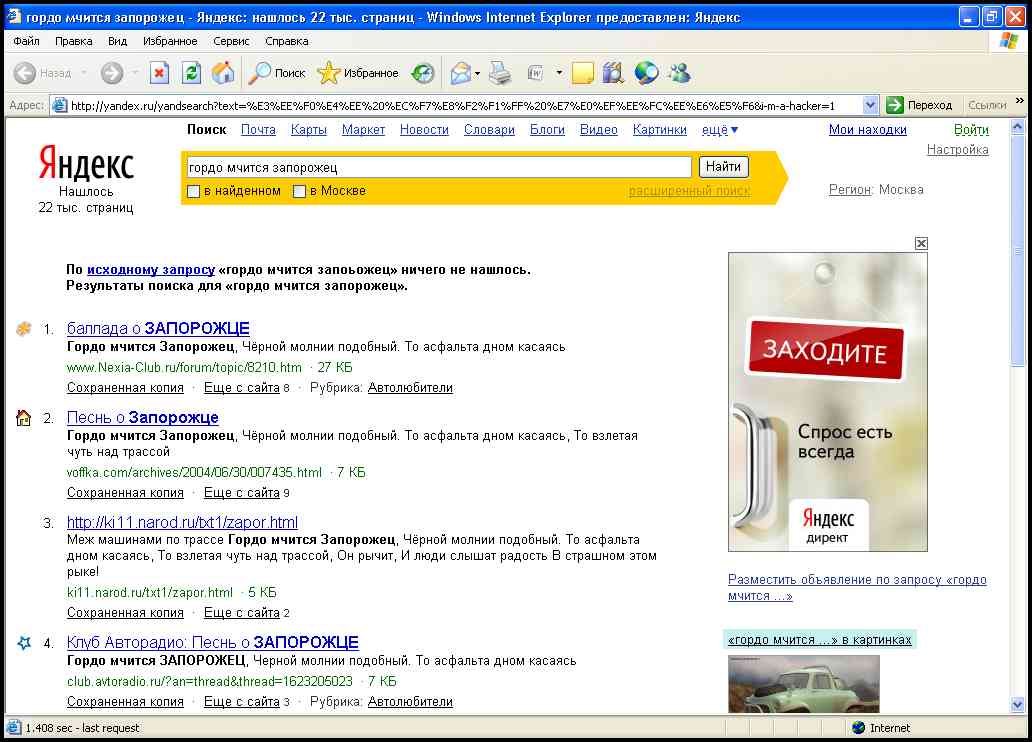 гордо мчится запорожец - Яндекс: нашлось 22 тыс. страниц - Windows Internet Explorer предоставлен: Яндекс
Файл Правка Вид Избранное Сервис Справка
Назад Поиск Избранное
Адрес: http://yandex.ru/yandsearch?text=%E3%EE%F0%E4%EE%20%EC%F7%E8%F2%F1%FF%20%E7%E0%EF%EE%FC%EE%E6%E5%F6&i-m-a-hacker=1 Переход Ссылки »
Поиск Почта Карты Маркет Новости Словари Блоги Видео Картинки ещё ▼ Мои находки Войти
Настройка
Яндекс
гордо мчится запорожец Найти
Нашлось
22 тыс. страниц
в найденном в Москве расширенный поиск Регион: Москва
По исходному запросу «гордо мчится запоьожец» ничего не нашлось.
Результаты поиска для «гордо мчится запорожец».
1. баллада о ЗАПОРОЖЦЕ
Гордо мчится Запорожец, Чёрной молнии подобный. То асфальта дном касаясь
www.Nexia-Club.ru/forum/topic/8210.htm · 27 КБ
Сохраненная копия · Еще с сайта 8 · Рубрика: Автолюбители
2. Песнь о Запорожце
Гордо мчится Запорожец, Чёрной молнии подобный. То асфальта дном касаясь, То взлетая
чуть над трассой
voffka.com/archives/2004/06/30/007435.html · 7 КБ
Сохраненная копия · Еще с сайта 9
3. http://ki11.narod.ru/txt1/zapor.html
Меж машинами по трассе Гордо мчится Запорожец, Чёрной молнии подобный. То асфальта
дном касаясь, То взлетая чуть над трассой, Он рычит, И люди слышат радость В страшном этом
рыке!
ki11.narod.ru/txt1/zapor.html · 5 КБ
Сохраненная копия · Еще с сайта 2
4. Клуб Авторадио: Песнь о ЗАПОРОЖЦЕ
Гордо мчится ЗАПОРОЖЕЦ, Черной молнии подобный. То асфальта дном касаясь
club.avtoradio.ru/?an=thread&thread=1623205023 · 7 КБ
Сохраненная копия · Еще с сайта 3 · Рубрика: Автолюбители
ЗАХОДИТЕ
Спрос есть
всегда
Яндекс
директ
Разместить объявление по запросу «гордо
мчится ...»
«гордо мчится ...» в картинках
1.408 sec - last request Internet